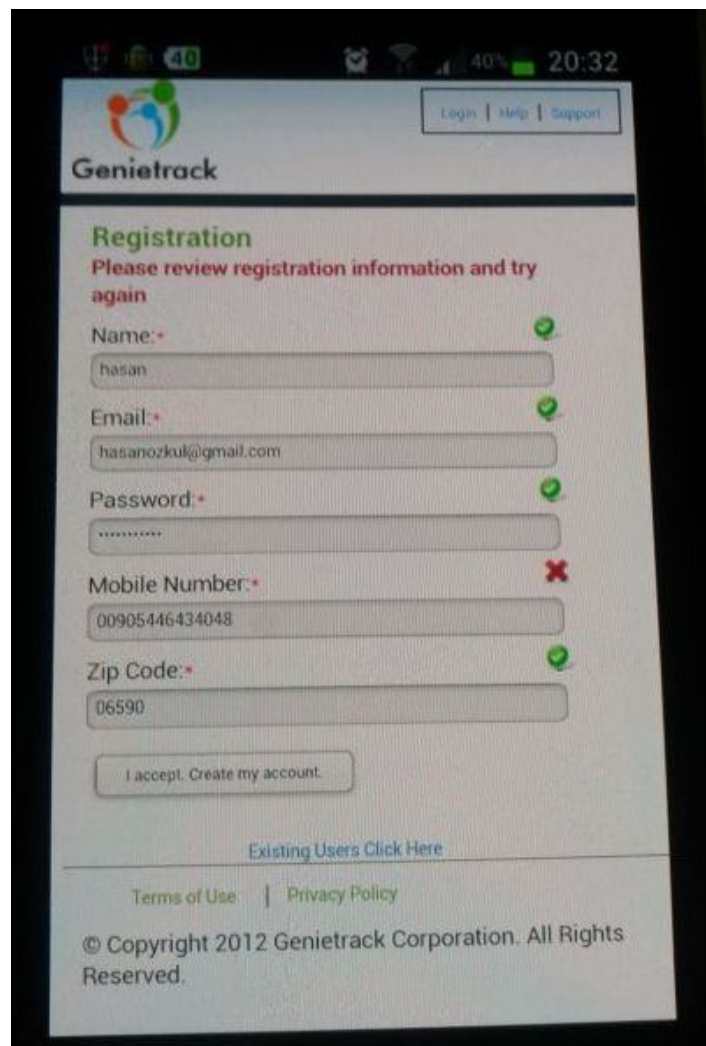 40 40% 20:32
Login | Help | Support
Genietrack
Registration
Please review registration information and try
again
Name:*
hasan
Email:*
hasanozkul@gmail.com
Password:*
•••••••••••
Mobile Number:*
00905446434048
Zip Code:*
06590
I accept. Create my account.
Existing Users Click Here
Terms of Use | Privacy Policy
© Copyright 2012 Genietrack Corporation. All Rights
Reserved.